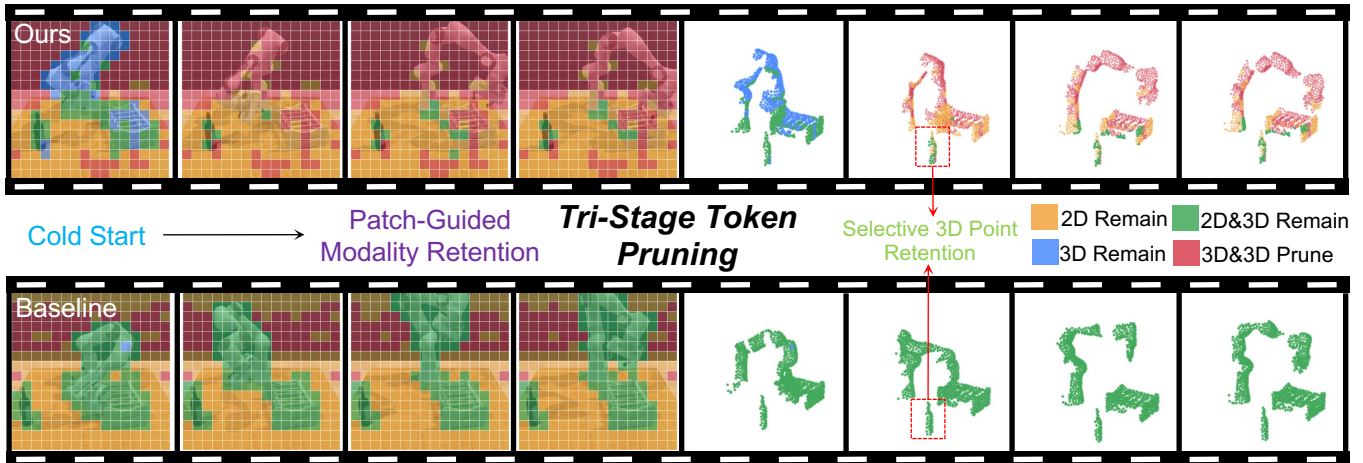 Ours
Cold Start
Patch-Guided
Modality Retention
Tri-Stage Token
Pruning
Selective 3D Point
Retention
2D Remain
2D&3D Remain
3D Remain
3D&3D Prune
Baseline